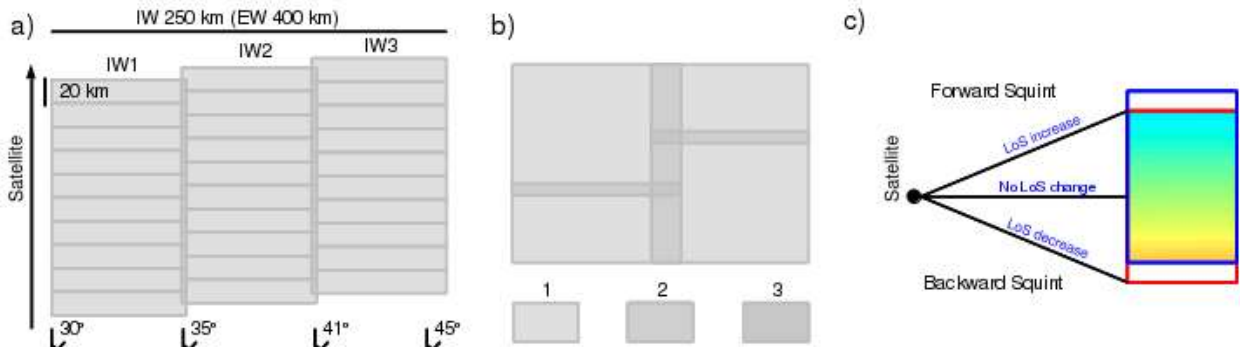 a)
IW 250 km (EW 400 km)
IW1
IW2
IW3
20 km
Satellite
30°
35°
41°
45°
b)
1
2
3
c)
Forward Squint
LoS increase
Satellite
No LoS change
LoS decrease
Backward Squint